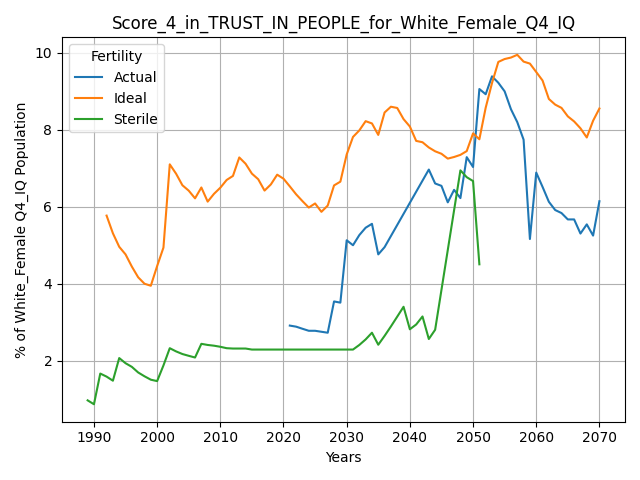 Score_4_in_TRUST_IN_PEOPLE_for_White_Female_Q4_IQ
Fertility
Actual
Ideal
Sterile
% of White_Female Q4_IQ Population
10
8
6
4
2
1990 2000 2010 2020 2030 2040 2050 2060 2070
Years